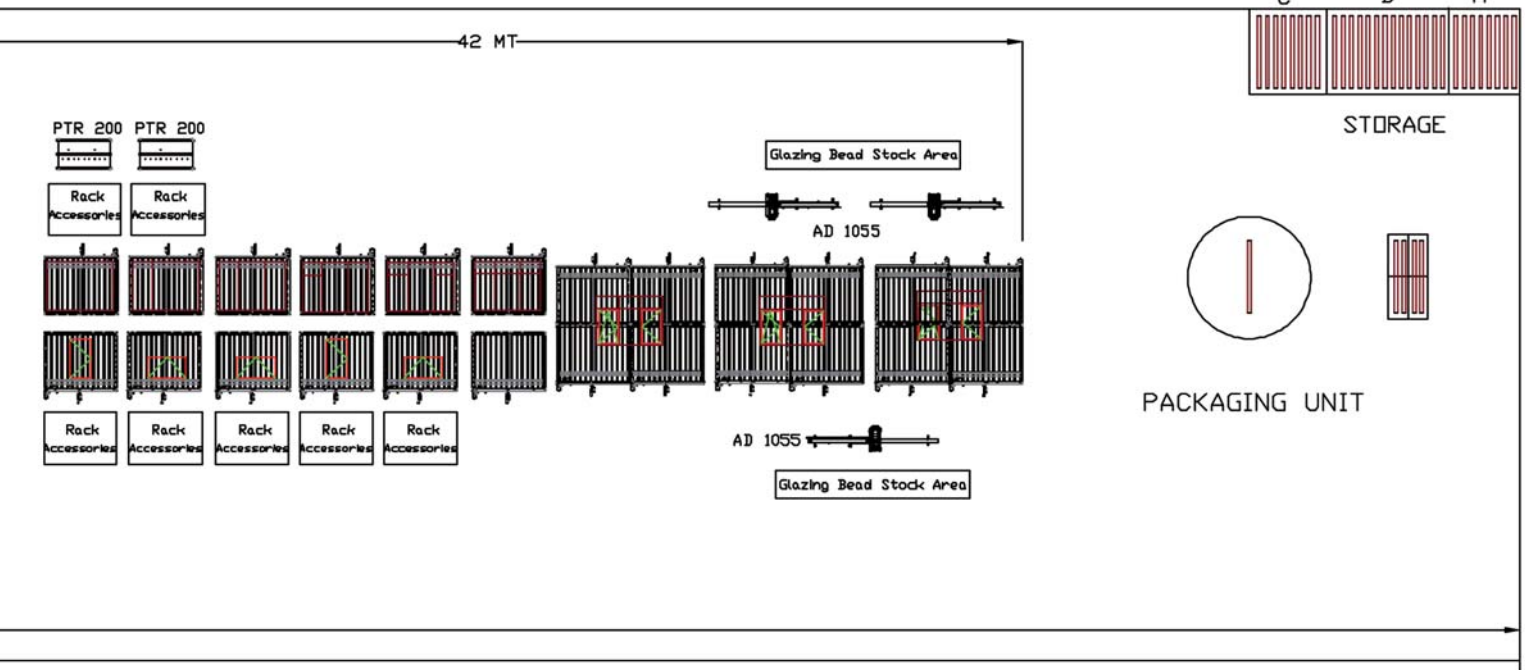 42 MT
STORAGE
PTR 200 PTR 200
Rack Accessories
Rack Accessories
Glazing Bead Stock Area
AD 1055
PACKAGING UNIT
Rack Accessories
Rack Accessories
Rack Accessories
Rack Accessories
Rack Accessories
AD 1055
Glazing Bead Stock Area